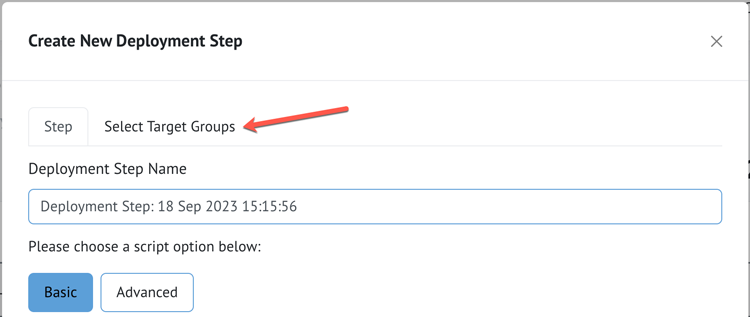 Create New Deployment Step
Step
Select Target Groups
Deployment Step Name
Deployment Step: 18 Sep 2023 15:15:56
Please choose a script option below:
Basic
Advanced